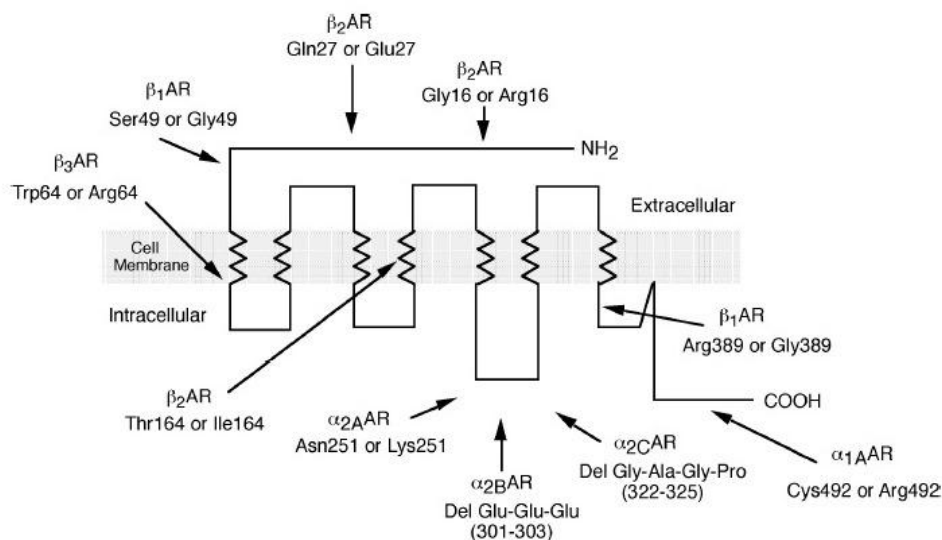 β₂AR
Gln27 or Glu27
β₂AR
Gly16 or Arg16
β₁AR
Ser49 or Gly49
NH₂
β₃AR
Trp64 or Arg64
Extracellular
Cell
Membrane
Intracellular
β₁AR
Arg389 or Gly389
β₂AR
Thr164 or Ile164
α₂AAR
Asn251 or Lys251
COOH
α₂CAR
Del Gly-Ala-Gly-Pro
(322-325)
α₁AAR
Cys492 or Arg492
α₂BAR
Del Glu-Glu-Glu
(301-303)